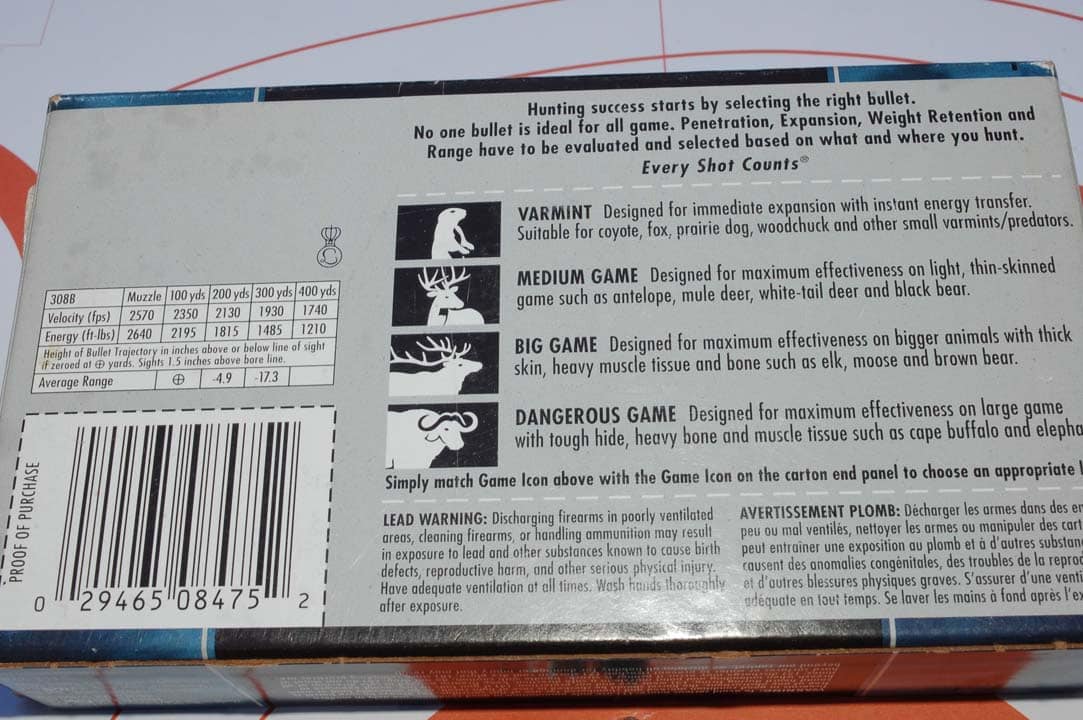 Hunting success starts by selecting the right bullet.
No one bullet is ideal for all game. Penetration, Expansion, Weight Retention and
Range have to be evaluated and selected based on what and where you hunt.
Every Shot Counts®
VARMINT Designed for immediate expansion with instant energy transfer.
Suitable for coyote, fox, prairie dog, woodchuck and other small varmints/predators.
MEDIUM GAME Designed for maximum effectiveness on light, thin-skinned
game such as antelope, mule deer, white-tail deer and black bear.
BIG GAME Designed for maximum effectiveness on bigger animals with thick
skin, heavy muscle tissue and bone such as elk, moose and brown bear.
DANGEROUS GAME Designed for maximum effectiveness on large game
with tough hide, heavy bone and muscle tissue such as cape buffalo and elepha
Simply match Game Icon above with the Game Icon on the carton end panel to choose an appropriate
C
308B Muzzle 100 yds 200 yds 300 yds 400 yds
Velocity (fps) 2570 2350 2130 1930 1740
Energy (ft-lbs) 2640 2195 1815 1485 1210
Height of Bullet Trajectory in inches above or below line of sight
if zeroed at ⊕ yards. Sights 1.5 inches above bore line.
Average Range ⊕ -4.9 -17.3
PROOF OF PURCHASE
0 29465 08475 2
LEAD WARNING: Discharging firearms in poorly ventilated
areas, cleaning firearms, or handling ammunition may result
in exposure to lead and other substances known to cause birth
defects, reproductive harm, and other serious physical injury.
Have adequate ventilation at all times. Wash hands thoroughly
after exposure.
AVERTISSEMENT PLOMB: Décharger les armes dans des en
peu ou mal ventilés, nettoyer les armes ou manipuler des cart
peut entraîner une exposition au plomb et à d'autres substan
causent des anomalies congénitales, des troubles de la reprod
et d'autres blessures physiques graves. S'assurer d'une venti
adéquate en tout temps. Se laver les mains à fond après l'ex